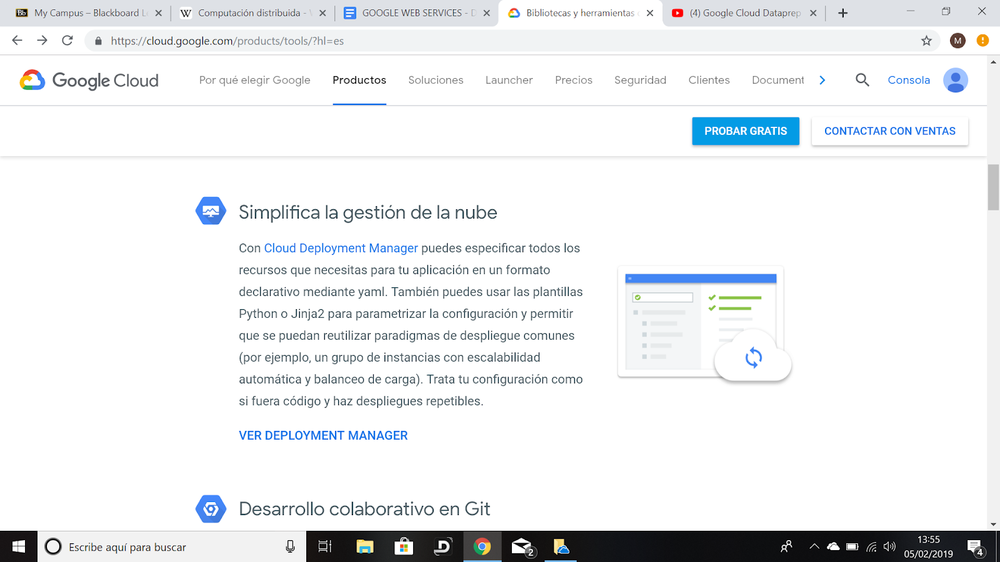 Bb My Campus – Blackboard L
W Computación distribuida -
GOOGLE WEB SERVICES - D
Bibliotecas y herramientas
(4) Google Cloud Dataprep
https://cloud.google.com/products/tools/?hl=es
M
Google Cloud
Por qué elegir Google
Productos
Soluciones
Launcher
Precios
Seguridad
Clientes
Document
Consola
PROBAR GRATIS
CONTACTAR CON VENTAS
Simplifica la gestión de la nube
Con Cloud Deployment Manager puedes especificar todos los
recursos que necesitas para tu aplicación en un formato
declarativo mediante yaml. También puedes usar las plantillas
Python o Jinja2 para parametrizar la configuración y permitir
que se puedan reutilizar paradigmas de despliegue comunes
(por ejemplo, un grupo de instancias con escalabilidad
automática y balanceo de carga). Trata tu configuración como
si fuera código y haz despliegues repetibles.
VER DEPLOYMENT MANAGER
Desarrollo colaborativo en Git
Escribe aquí para buscar
D
2
13:55
05/02/2019
4